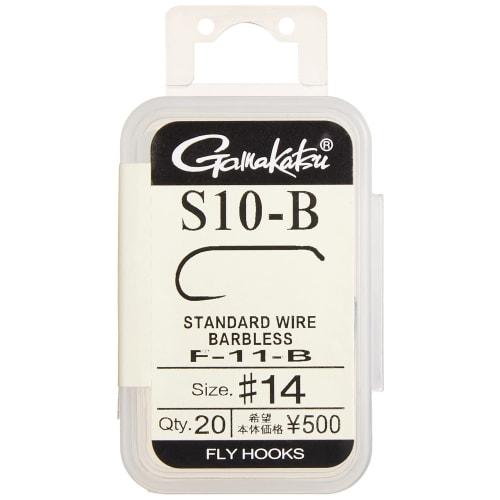 Gamakatsu®
S10-B
STANDARD WIRE
BARBLESS
F-11-B
Size. #14
Qty. 20 希望本体価格 ¥500
FLY HOOKS